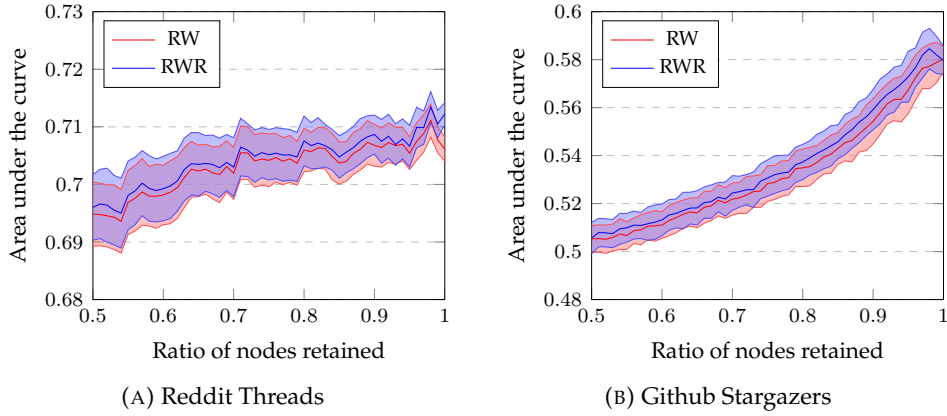 0.73
0.72
0.71
0.7
0.69
0.68
0.5
0.6
0.7
0.8
0.9
1
Area under the curve
Ratio of nodes retained
RW
RWR
(A) Reddit Threads
0.6
0.58
0.56
0.54
0.52
0.5
0.48
0.5
0.6
0.7
0.8
0.9
1
Area under the curve
Ratio of nodes retained
RW
RWR
(B) Github Stargazers